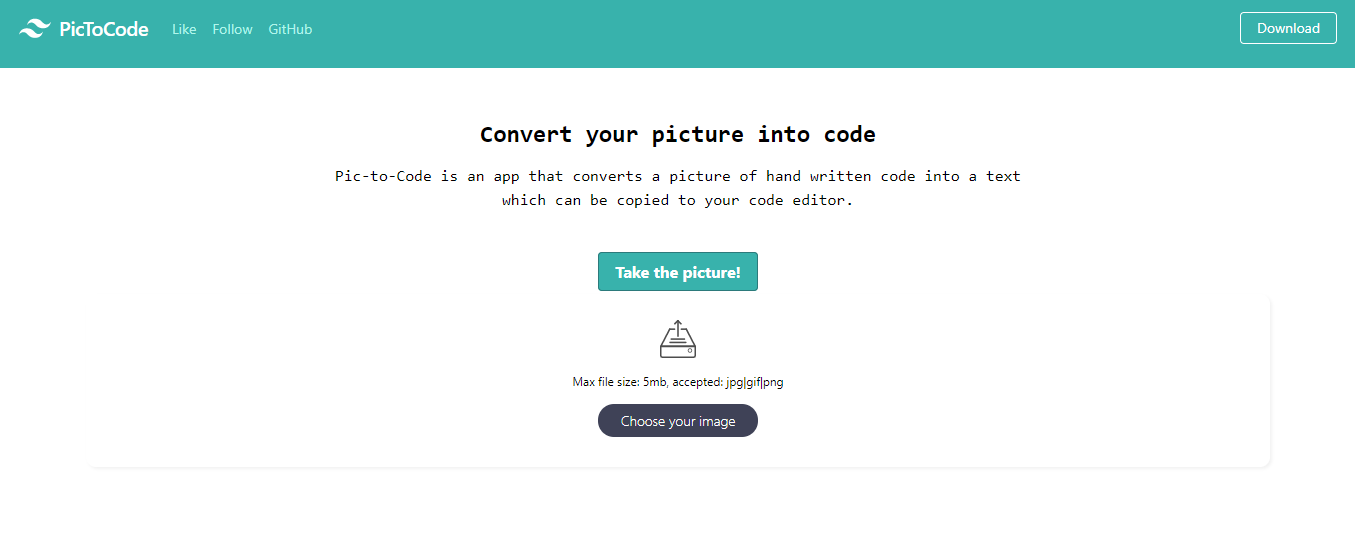 PicToCode Like Follow GitHub Download
Convert your picture into code
Pic-to-Code is an app that converts a picture of hand written code into a text
which can be copied to your code editor.
Take the picture!
Max file size: 5mb, accepted: jpg|gif|png
Choose your image